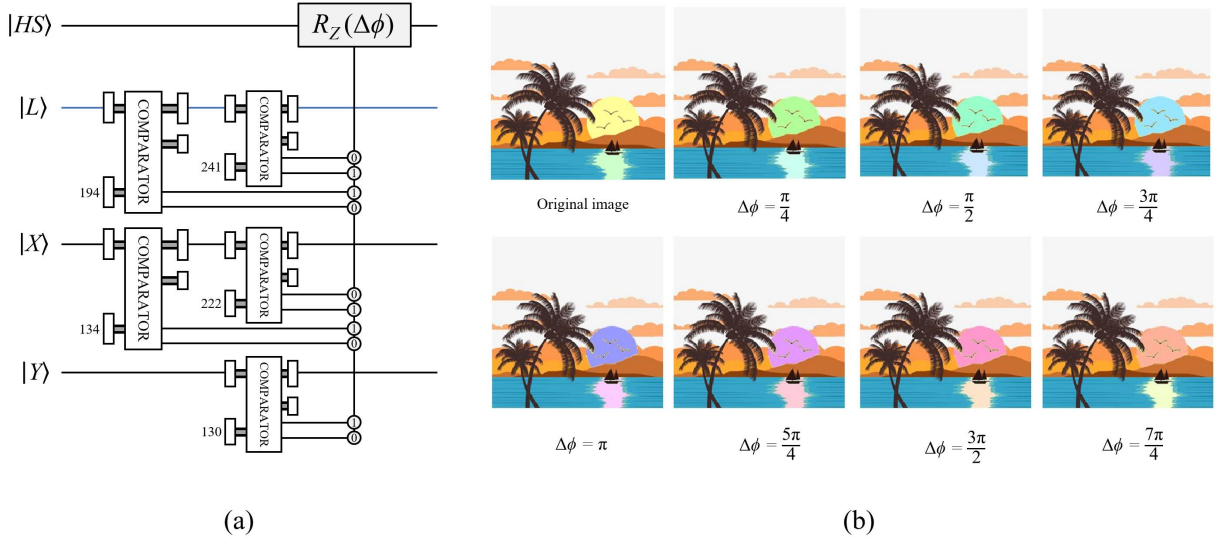 |HS⟩
R_Z(Δϕ)
|L⟩
COMPARATOR
COMPARATOR
241
0
1
194
1
0
|X⟩
COMPARATOR
COMPARATOR
222
0
1
134
1
0
|Y⟩
COMPARATOR
130
1
0
(a)
Original image
Δϕ = π/4
Δϕ = π/2
Δϕ = 3π/4
Δϕ = π
Δϕ = 5π/4
Δϕ = 3π/2
Δϕ = 7π/4
(b)